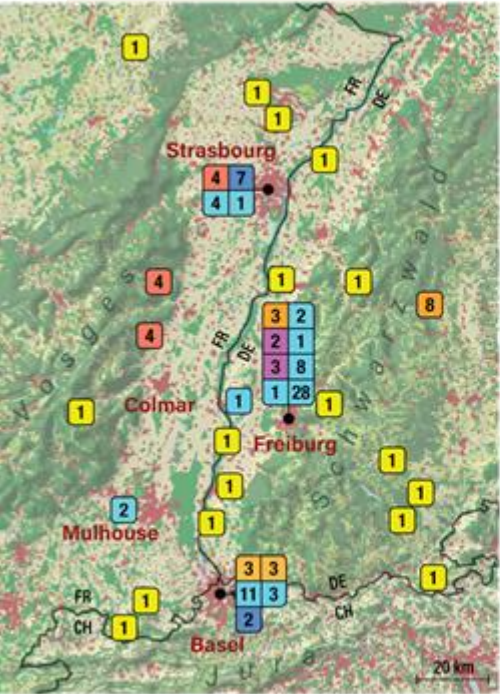 1
1
1
FR
DE
1
Strasbourg
4 7
4 1
Schwarzwald
Vosges
4
1
1
8
3 2
2 1
3 8
1 28
4
FR
DE
1
Colmar
1
1
Freiburg
1
1
1
1
2
1
1
Mulhouse
3 3
11 3
2
DE
CH
1
FR
CH
1
1
Basel
Jura
20 km